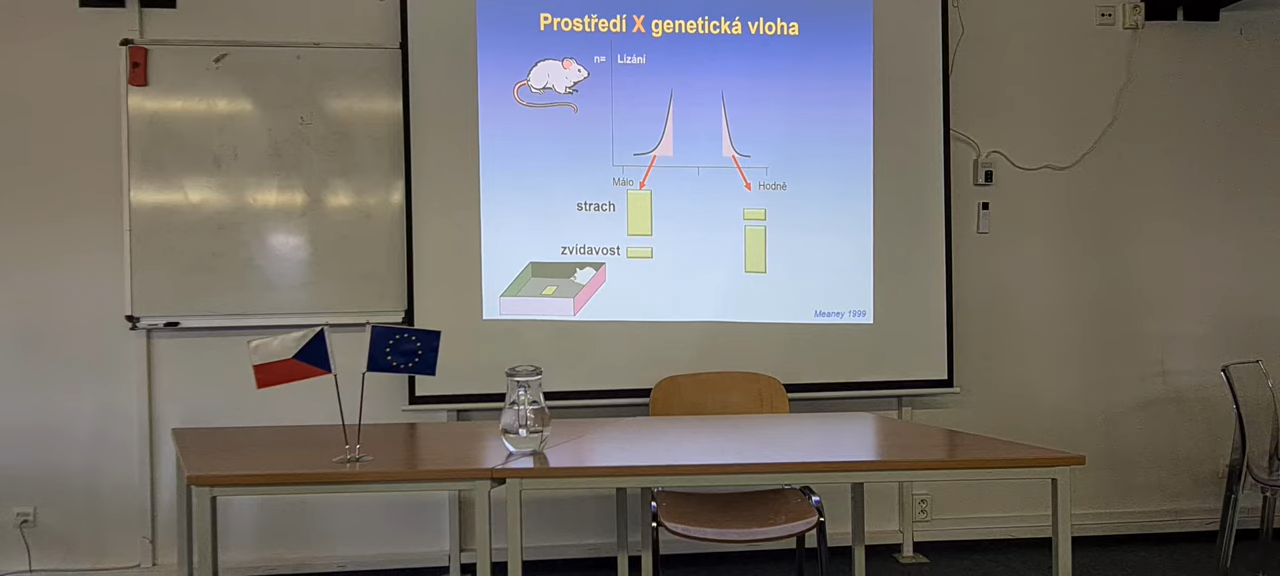 Prostředí X genetická vloha
n= Lízání
Málo
Hodně
strach
zvídavost
Meaney 1999